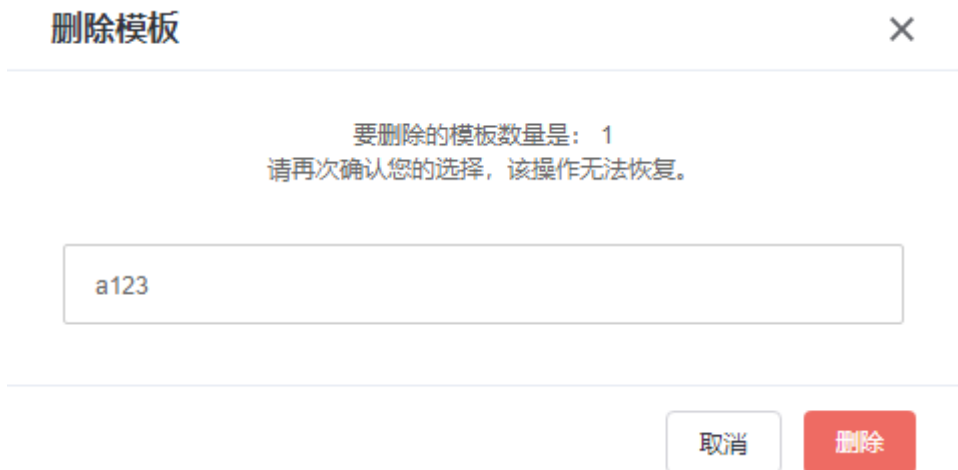 删除模板
要删除的模板数量是： 1
请再次确认您的选择，该操作无法恢复。
a123
取消 删除